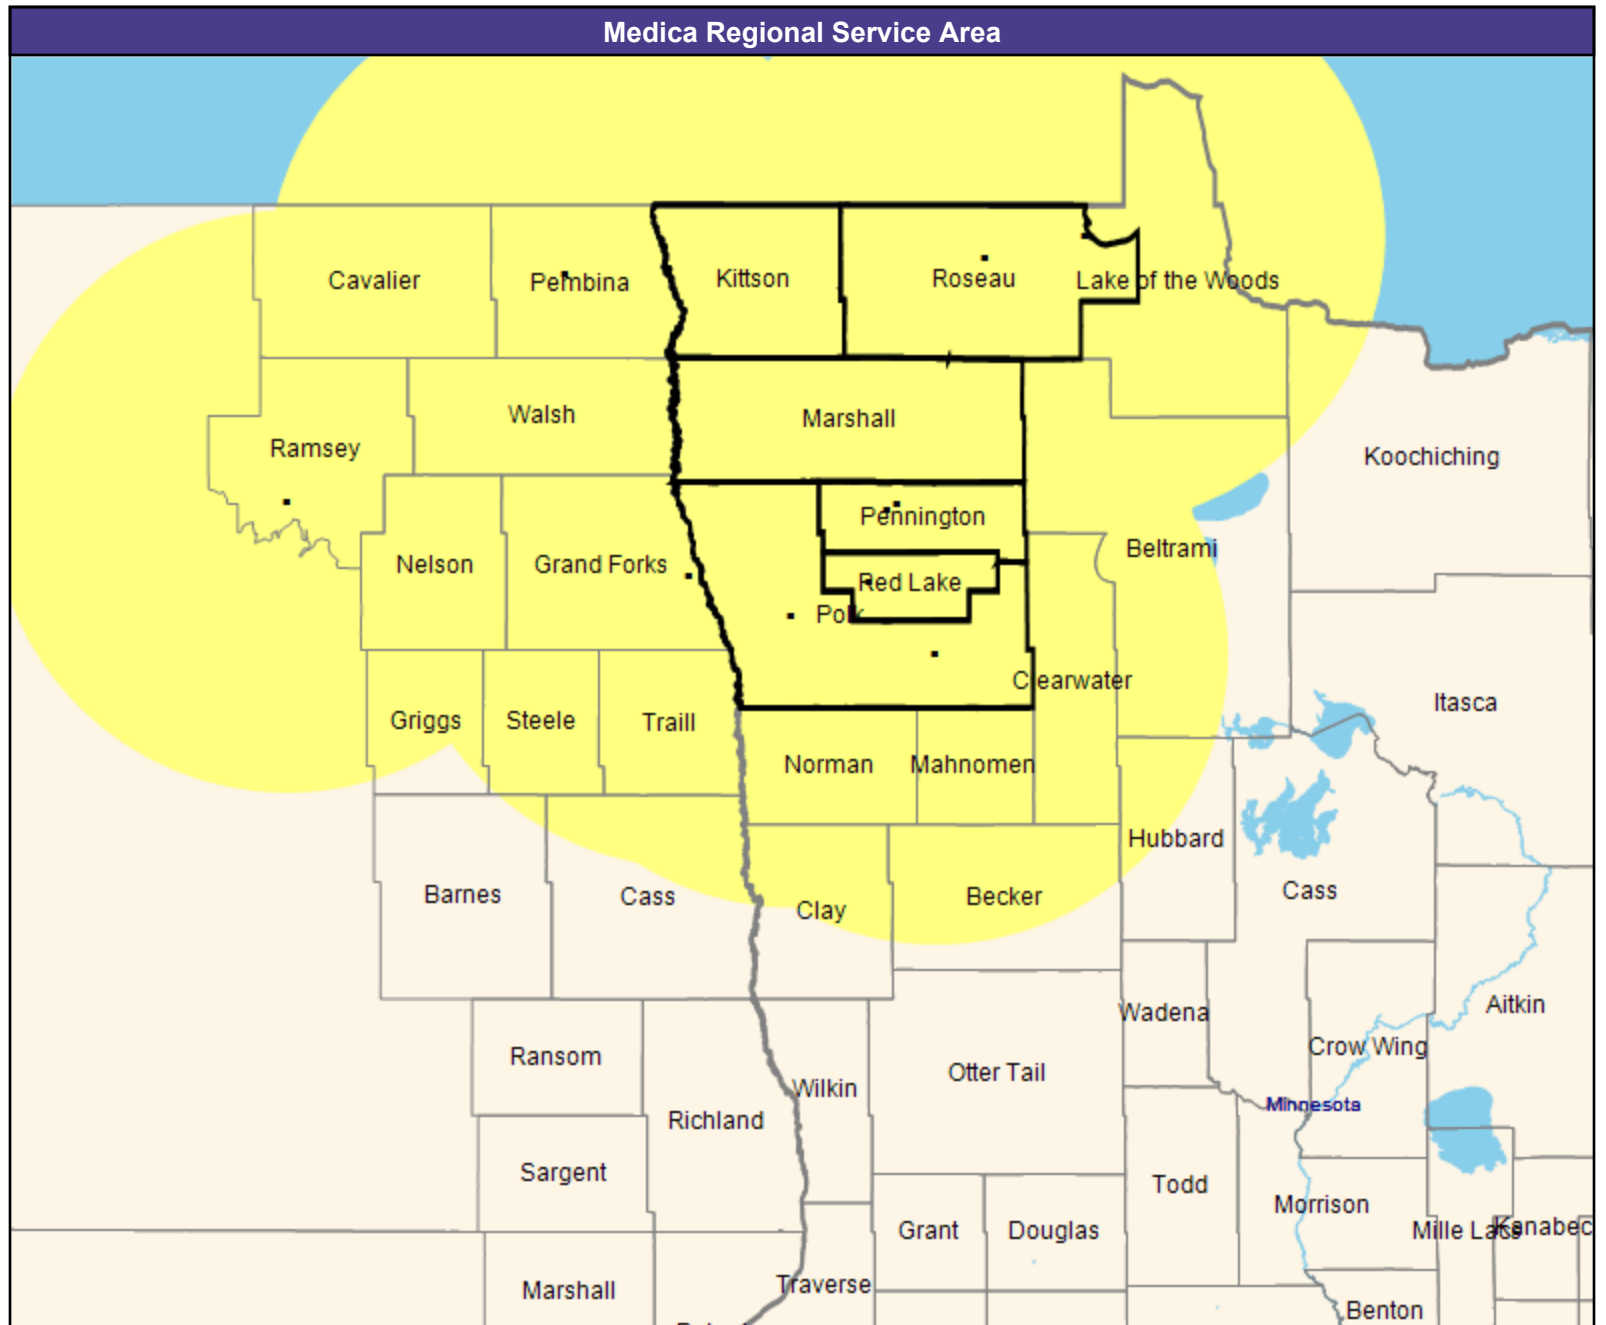 Medica Regional Service Area
Cavalier
Pembina
Kittson
Roseau
Lake of the Woods
Walsh
Marshall
Ramsey
Koochiching
Pennington
Beltrami
Nelson
Grand Forks
Red Lake
Polk
Clearwater
Itasca
Griggs
Steele
Traill
Norman
Mahnomen
Hubbard
Barnes
Cass
Clay
Becker
Cass
Aitkin
Wadena
Crow Wing
Ransom
Otter Tail
Wilkin
Minnesota
Richland
Sargent
Todd
Morrison
Grant
Douglas
Mille Lacs
Kanabec
Marshall
Traverse
Benton